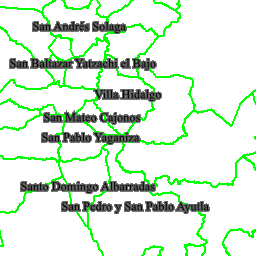 San Andrés Solaga
San Baltazar Yatzachi el Bajo
Villa Hidalgo
San Mateo Cajonos
San Pablo Yaganiza
Santo Domingo Albarradas
San Pedro y San Pablo Ayutla